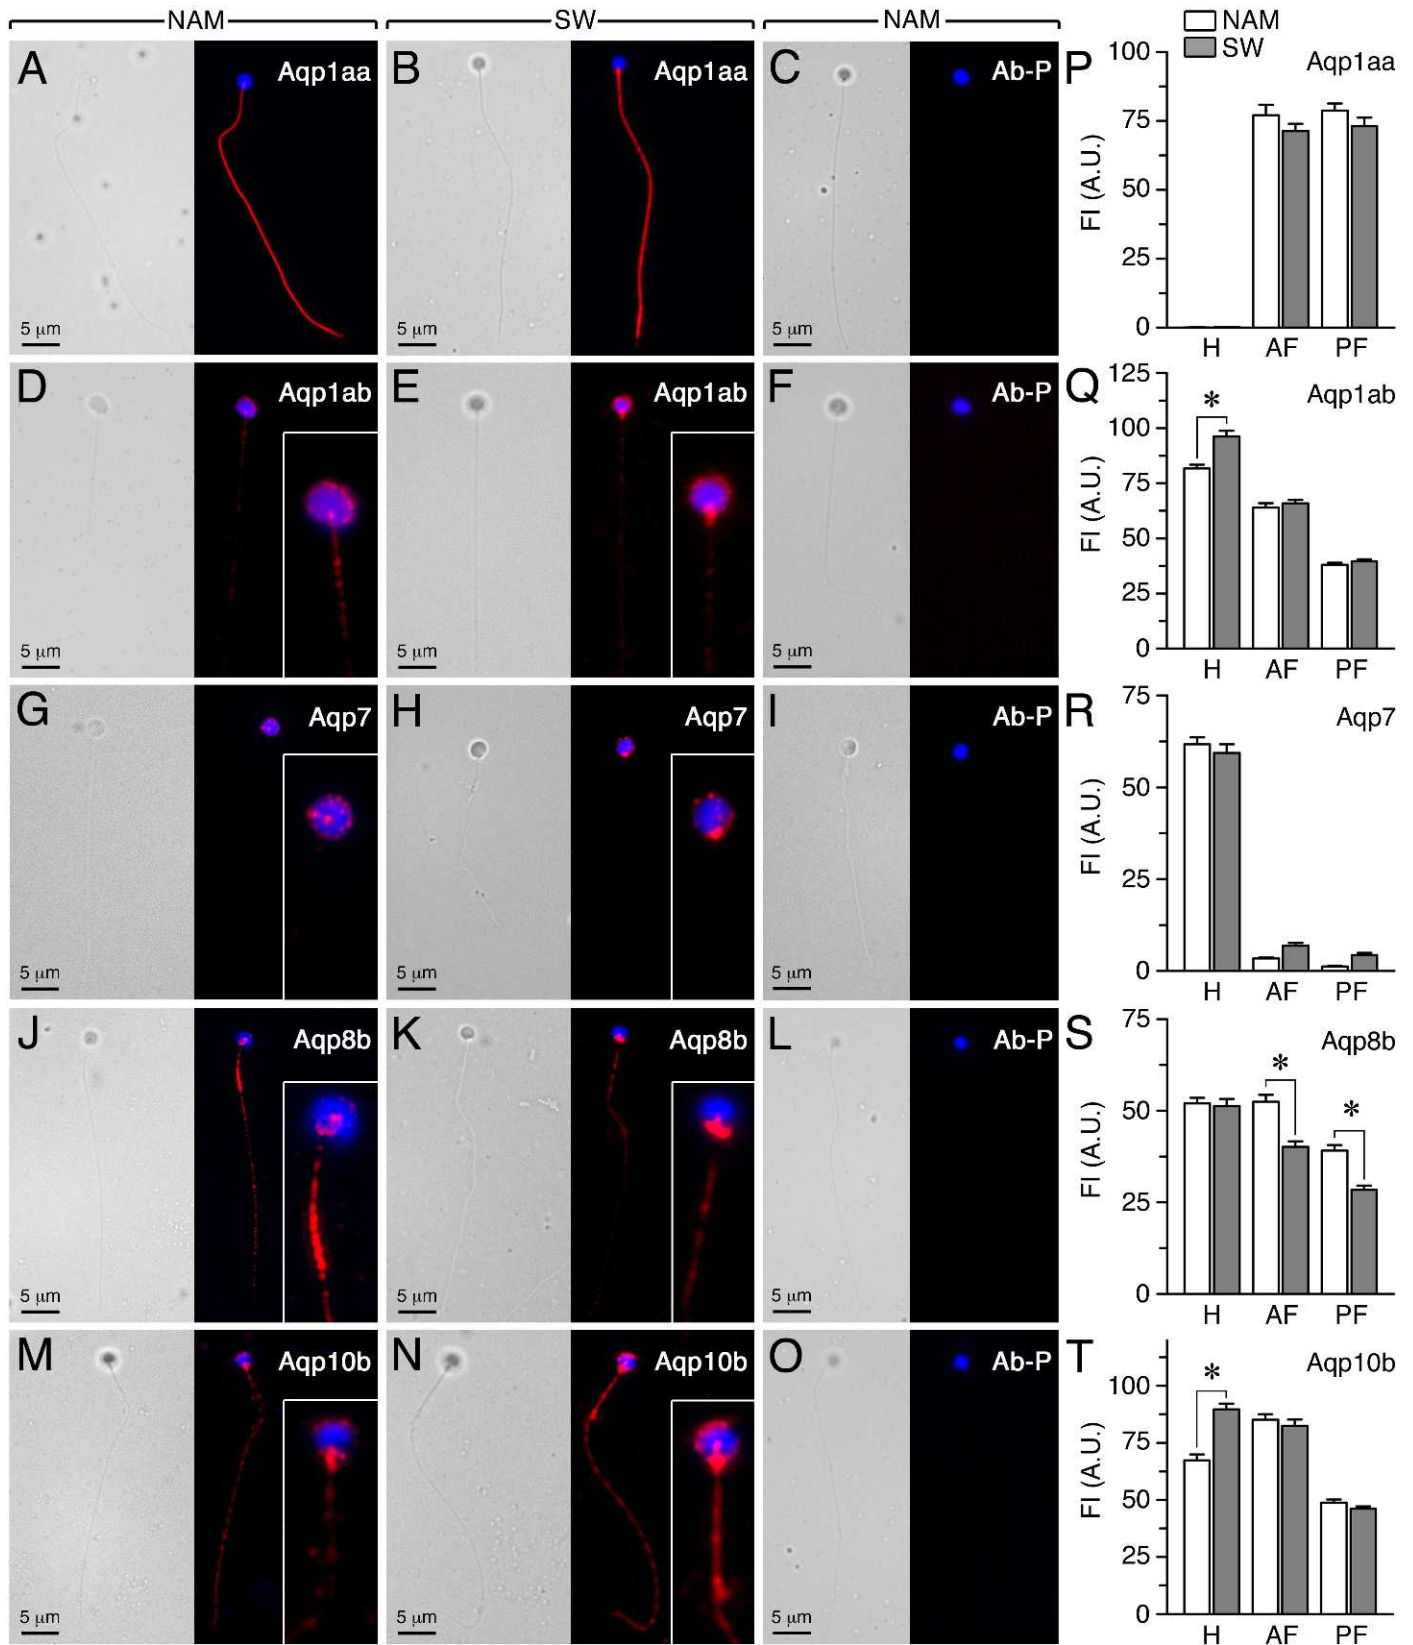 NAM SW NAM
NAM
SW
A Aqp1aa B Aqp1aa C Ab-P
5 µm 5 µm 5 µm
P Aqp1aa
100
75
50
25
0
FI (A.U.)
H AF PF
D Aqp1ab E Aqp1ab F Ab-P
5 µm 5 µm 5 µm
Q Aqp1ab
125
100
75
50
25
0
FI (A.U.)
*
H AF PF
G Aqp7 H Aqp7 I Ab-P
5 µm 5 µm 5 µm
R Aqp7
75
50
25
0
FI (A.U.)
H AF PF
J Aqp8b K Aqp8b L Ab-P
5 µm 5 µm 5 µm
S Aqp8b
75
50
25
0
FI (A.U.)
* *
H AF PF
M Aqp10b N Aqp10b O Ab-P
5 µm 5 µm 5 µm
T Aqp10b
100
75
50
25
0
FI (A.U.)
*
H AF PF